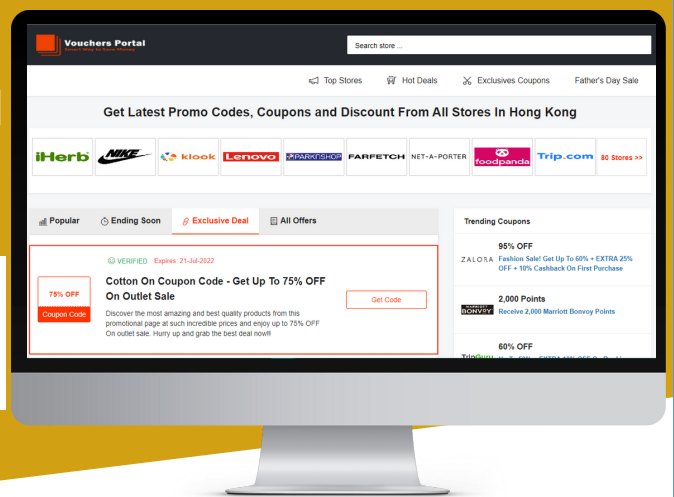 Vouchers Portal
Smart Way to Save Money
Search store ...
Top Stores
Hot Deals
Exclusives Coupons
Father's Day Sale
Get Latest Promo Codes, Coupons and Discount From All Stores In Hong Kong
iHerb
NIKE
klook
Lenovo
PARKNSHOP
FARFETCH
NET-A-PORTER
foodpanda
Trip.com
80 Stores >>
Popular
Ending Soon
Exclusive Deal
All Offers
VERIFIED Expires: 21-Jul-2022
75% OFF
Coupon Code
Cotton On Coupon Code - Get Up To 75% OFF
On Outlet Sale
Discover the most amazing and best quality products from this
promotional page at such incredible prices and enjoy up to 75% OFF
On outlet sale. Hurry up and grab the best deal now!!!
Get Code
Trending Coupons
ZALORA
95% OFF
Fashion Sale! Get Up To 60% + EXTRA 25%
OFF + 10% Cashback On First Purchase
MARRIOTT
BONVOY
2,000 Points
Receive 2,000 Marriott Bonvoy Points
TripGuru
60% OFF